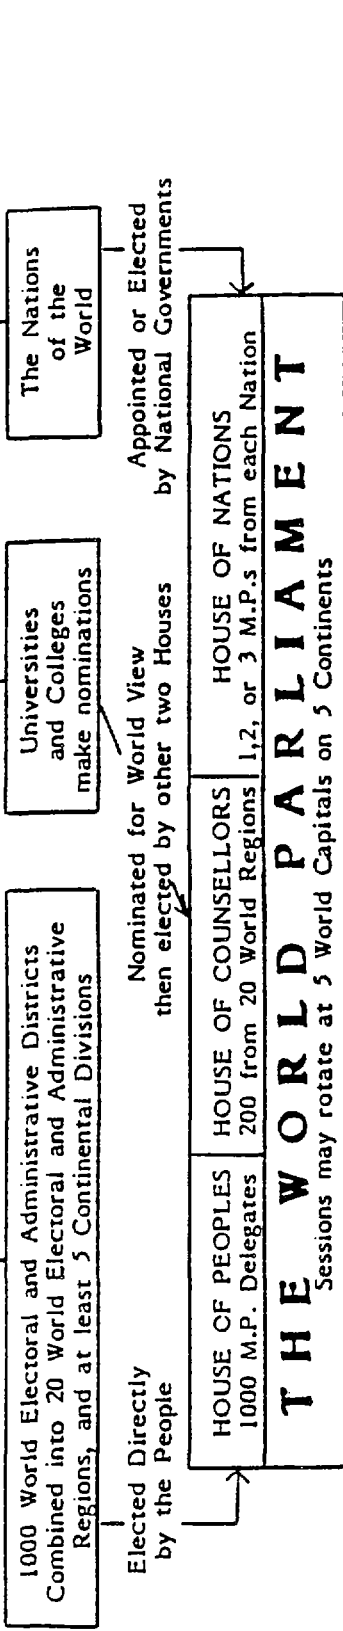 1000 World Electoral and Administrative Districts
Combined into 20 World Electoral and Administrative
Regions, and at least 5 Continental Divisions
Universities
and Colleges
make nominations
The Nations
of the
World
Elected Directly
by the People
Nominated for World View
then elected by other two Houses
Appointed or Elected
by National Governments
HOUSE OF PEOPLES
1000 M.P. Delegates
HOUSE OF COUNSELLORS
200 from 20 World Regions
HOUSE OF NATIONS
1,2, or 3 M.P.s from each Nation
THE WORLD PARLIAMENT
Sessions may rotate at 5 World Capitals on 5 Continents